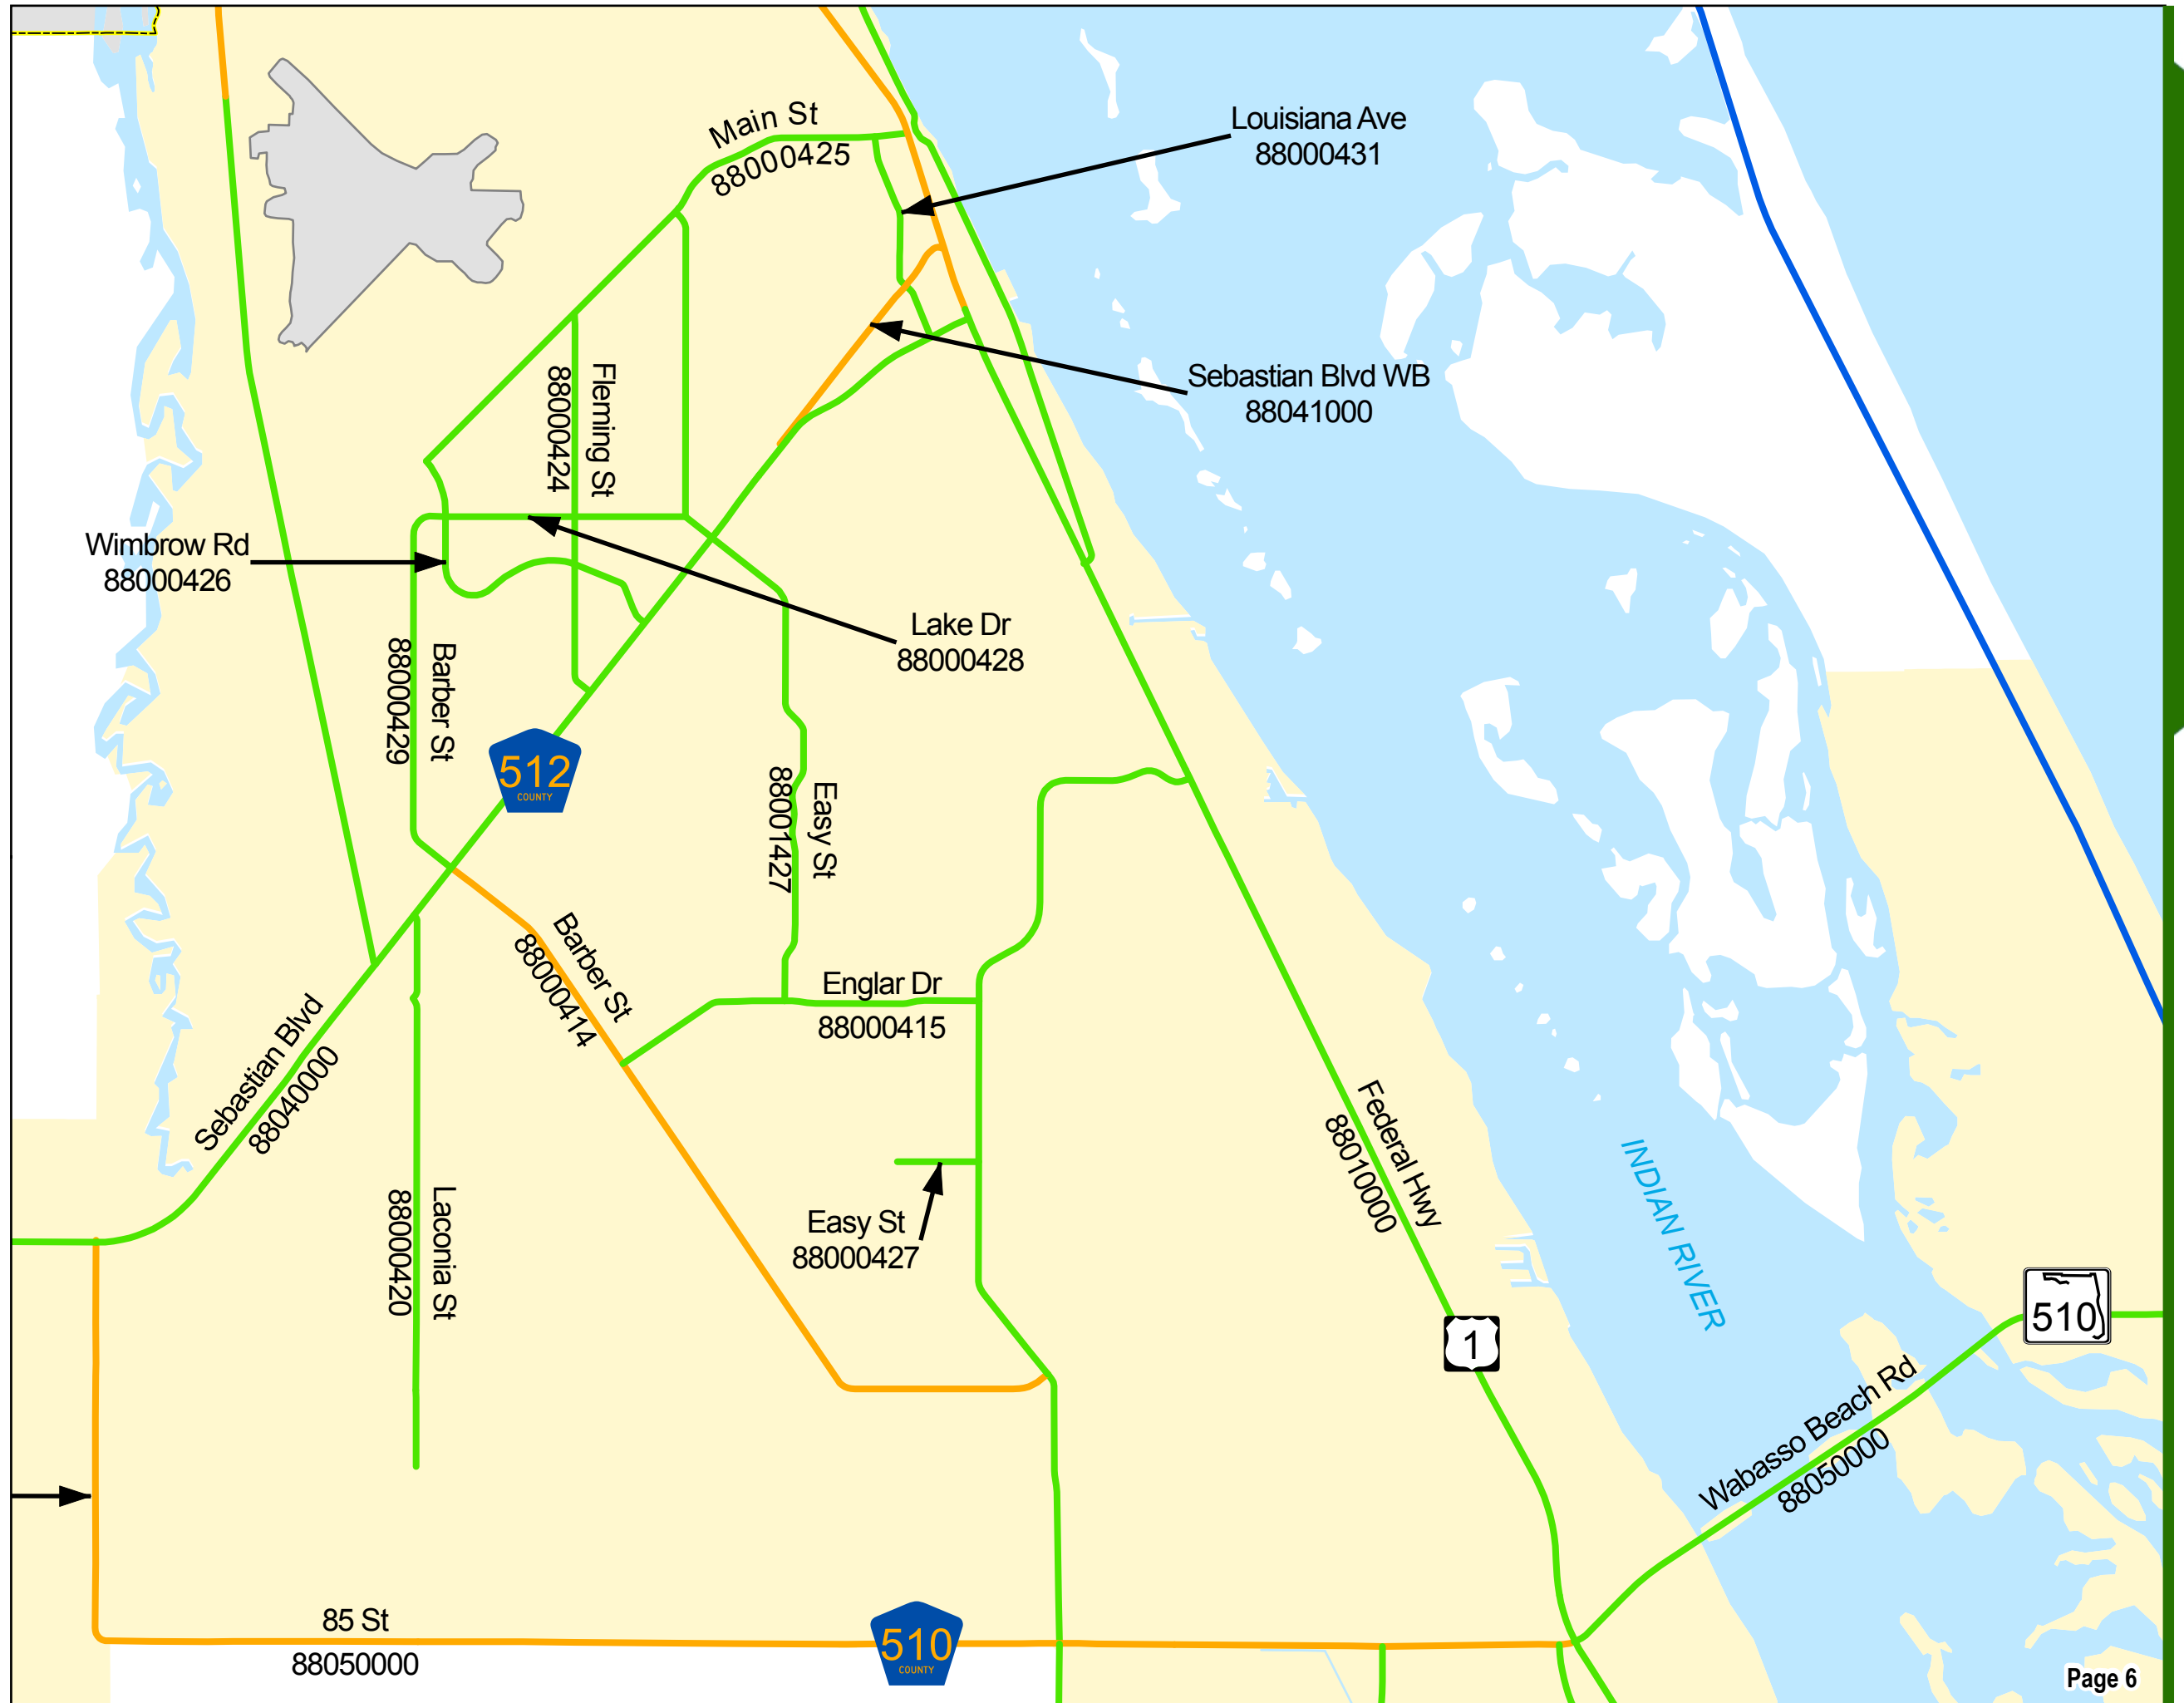 Main St
88000425
Louisiana Ave
88000431
Sebastian Blvd WB
88041000
Fleming St
88000424
Wimbrow Rd
88000426
Lake Dr
88000428
Barber St
88000429
512
COUNTY
Easy St
88001427
Barber St
88000414
Englar Dr
88000415
Sebastian Blvd
88040000
Laconia St
88000420
Easy St
88000427
Federal Hwy
88010000
INDIAN RIVER
1
510
Wabasso Beach Rd
88050000
85 St
88050000
510
COUNTY
Page 6